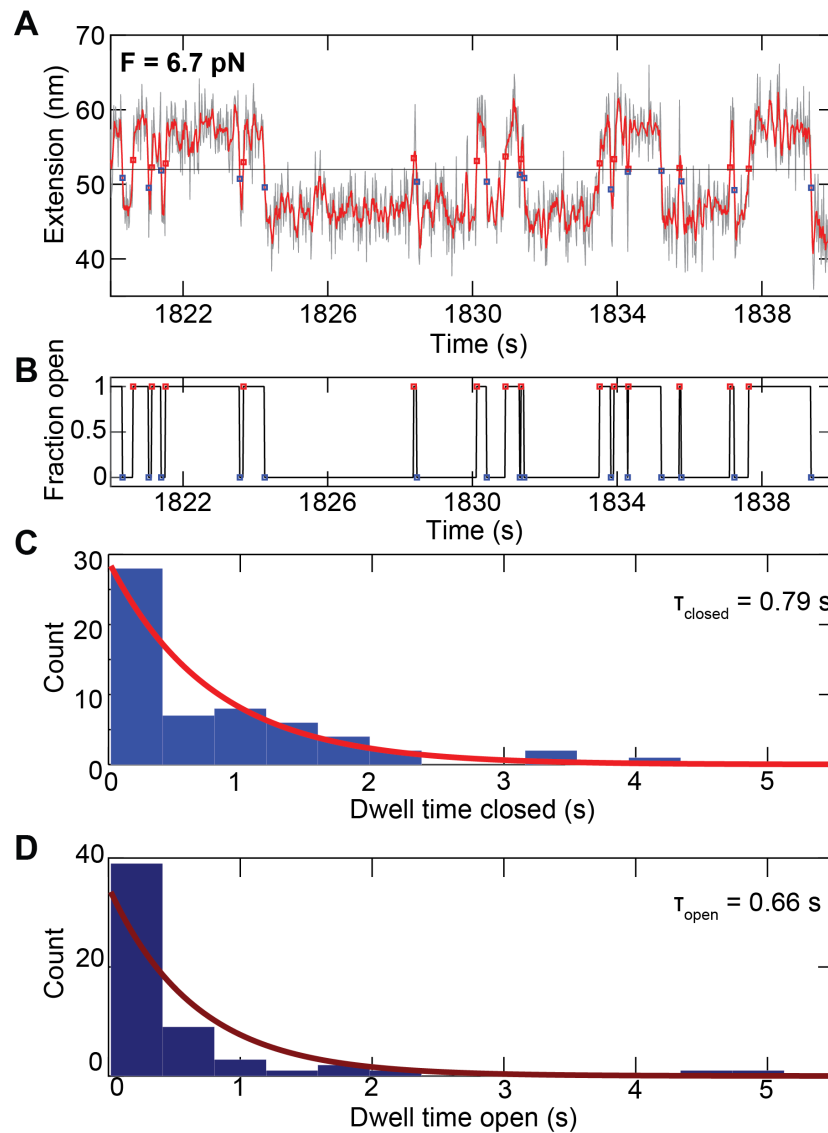 A
F = 6.7 pN
Extension (nm)
70
60
50
40
1822 1826 1830 1834 1838
Time (s)
B
Fraction open
1
0.5
0
1822 1826 1830 1834 1838
Time (s)
C
Count
30
20
10
0
τclosed = 0.79 s
0 1 2 3 4 5
Dwell time closed (s)
D
Count
40
20
0
τopen = 0.66 s
0 1 2 3 4 5
Dwell time open (s)